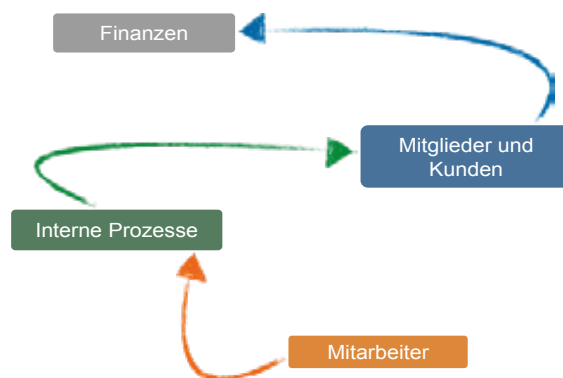 Finanzen
Mitglieder und
Kunden
Interne Prozesse
Mitarbeiter